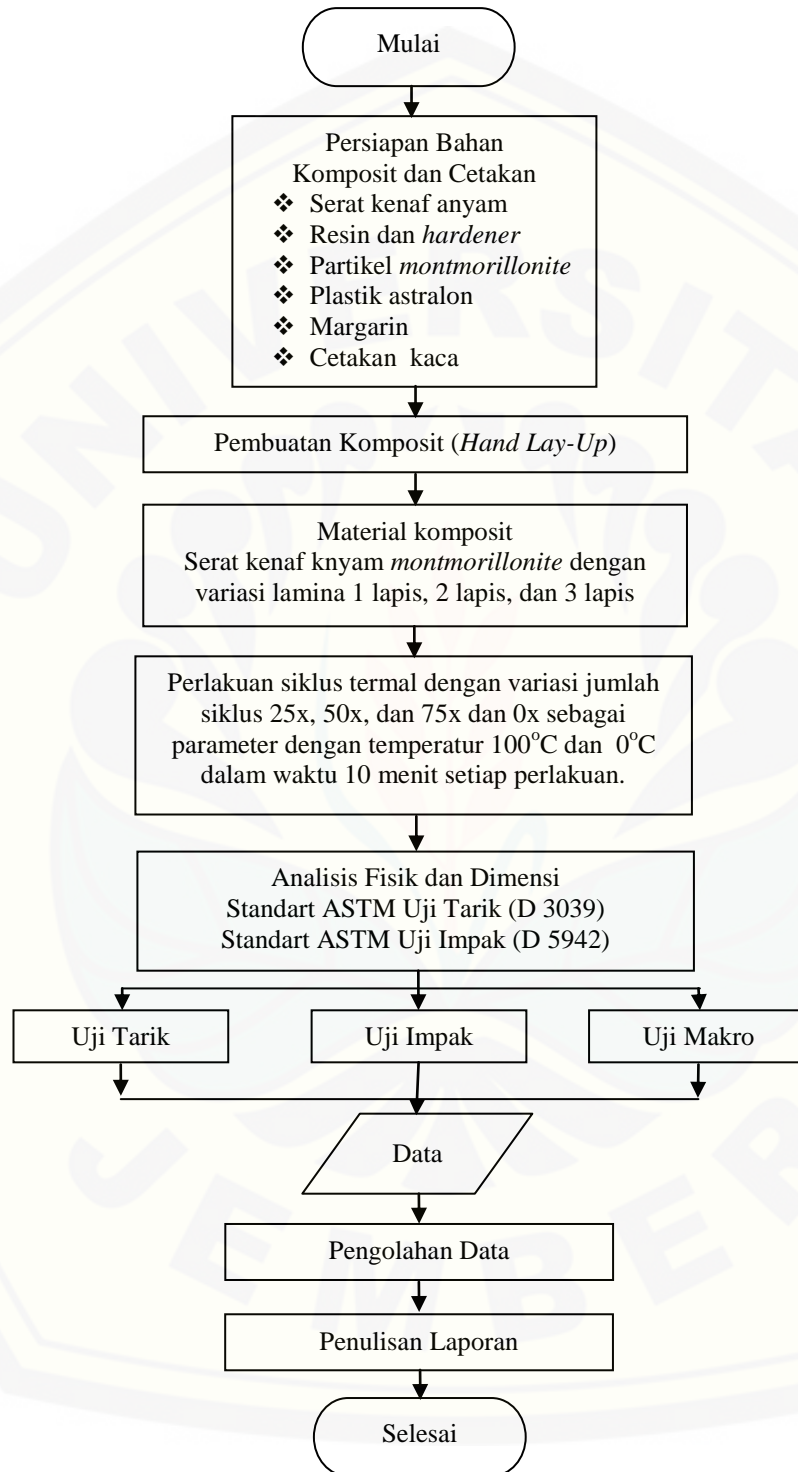 Mulai
Persiapan Bahan
Komposit dan Cetakan
❖ Serat kenaf anyam
❖ Resin dan hardener
❖ Partikel montmorillonite
❖ Plastik astralon
❖ Margarin
❖ Cetakan kaca
Pembuatan Komposit (Hand Lay-Up)
Material komposit
Serat kenaf knyam montmorillonite dengan
variasi lamina 1 lapis, 2 lapis, dan 3 lapis
Perlakuan siklus termal dengan variasi jumlah
siklus 25x, 50x, dan 75x dan 0x sebagai
parameter dengan temperatur 100°C dan 0°C
dalam waktu 10 menit setiap perlakuan.
Analisis Fisik dan Dimensi
Standart ASTM Uji Tarik (D 3039)
Standart ASTM Uji Impak (D 5942)
Uji Tarik
Uji Impak
Uji Makro
Data
Pengolahan Data
Penulisan Laporan
Selesai
UNIVERSITA
JEMBER